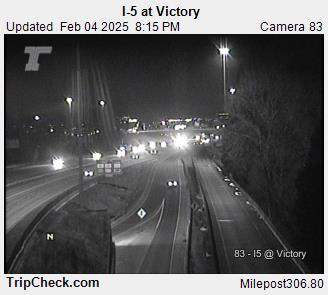 I-5 at Victory
Updated Feb 04 2025 8:15 PM Camera 83
T
N
83 - I5 @ Victory
TripCheck.com Milepost306.80